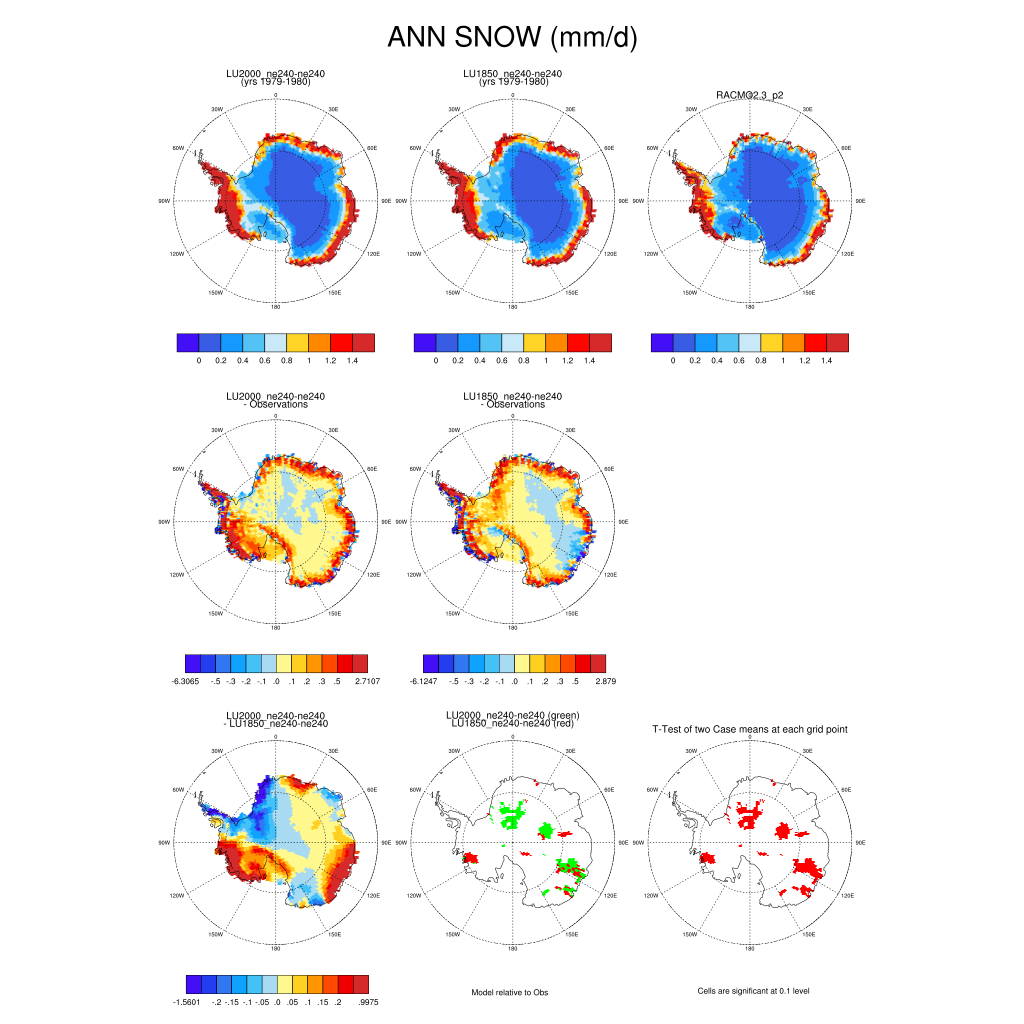 ANN SNOW (mm/d)
LU2000_ne240-ne240
(yrs 1979-1980)
LU1850_ne240-ne240
(yrs 1979-1980)
RACMO2.3_p2
0
30W 30E
60W 60E
90W 90E
120W 120E
150W 150E
180
0
30W 30E
60W 60E
90W 90E
120W 120E
150W 150E
180
0
30W 30E
60W 60E
90W 90E
120W 120E
150W 150E
180
0 0.2 0.4 0.6 0.8 1 1.2 1.4
0 0.2 0.4 0.6 0.8 1 1.2 1.4
0 0.2 0.4 0.6 0.8 1 1.2 1.4
LU2000_ne240-ne240
- Observations
LU1850_ne240-ne240
- Observations
0
30W 30E
60W 60E
90W 90E
120W 120E
150W 150E
180
0
30W 30E
60W 60E
90W 90E
120W 120E
150W 150E
180
-6.3065 -.5 -.3 -.2 -.1 .0 .1 .2 .3 .5 2.7107
-6.1247 -.5 -.3 -.2 -.1 .0 .1 .2 .3 .5 2.879
LU2000_ne240-ne240
- LU1850_ne240-ne240
LU2000_ne240-ne240 (green)
LU1850_ne240-ne240 (red)
T-Test of two Case means at each grid point
0
30W 30E
60W 60E
90W 90E
120W 120E
150W 150E
180
0
30W 30E
60W 60E
90W 90E
120W 120E
150W 150E
180
0
30W 30E
60W 60E
90W 90E
120W 120E
150W 150E
180
-1.5601 -.2 -.15 -.1 -.05 .0 .05 .1 .15 .2 .9975
Model relative to Obs
Cells are significant at 0.1 level